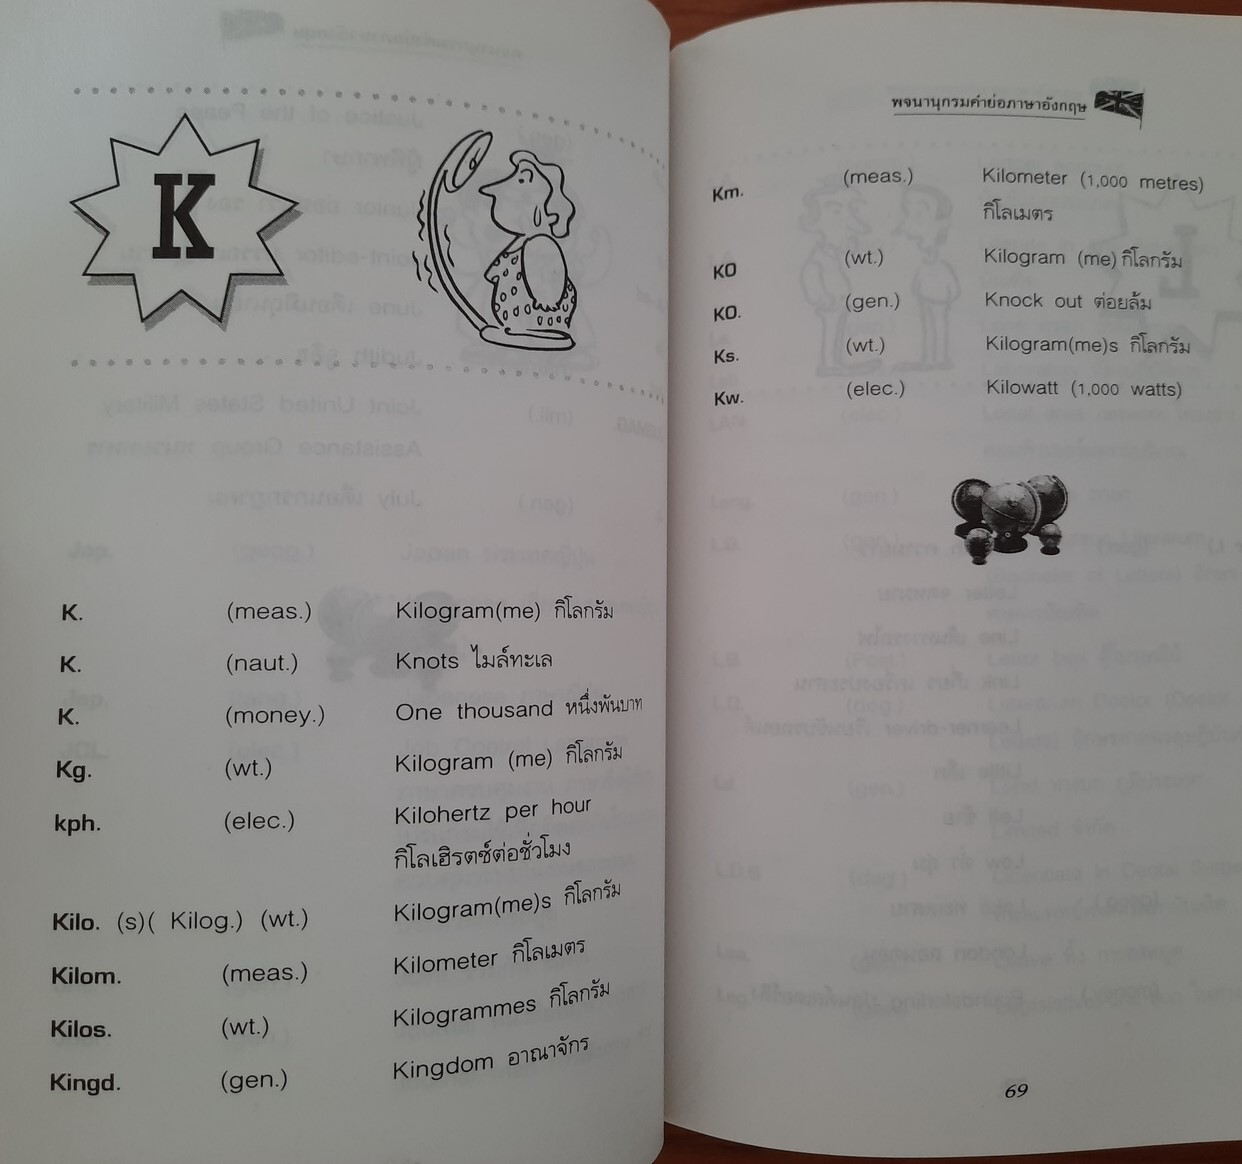 K
K. (meas.) Kilogram(me) กิโลกรัม
K. (naut.) Knots ไมล์ทะเล
K. (money.) One thousand หนึ่งพันบาท
Kg. (wt.) Kilogram (me) กิโลกรัม
kph. (elec.) Kilohertz per hour
กิโลเฮิรตซ์ต่อชั่วโมง
Kilo. (s)( Kilog.) (wt.) Kilogram(me)s กิโลกรัม
Kilom. (meas.) Kilometer กิโลเมตร
Kilos. (wt.) Kilogrammes กิโลกรัม
Kingd. (gen.) Kingdom อาณาจักร
พจนานุกรมคำย่อภาษาอังกฤษ
Km. (meas.) Kilometer (1,000 metres)
กิโลเมตร
KO (wt.) Kilogram (me) กิโลกรัม
KO. (gen.) Knock out ต่อยล้ม
Ks. (wt.) Kilogram(me)s กิโลกรัม
Kw. (elec.) Kilowatt (1,000 watts)
69